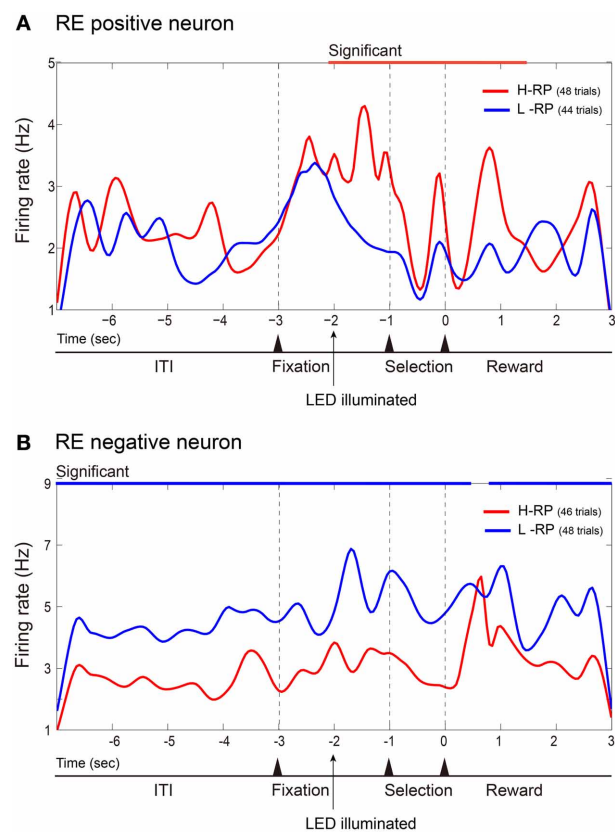 A RE positive neuron
Significant
5
4
3
2
1
Firing rate (Hz)
H-RP (48 trials)
L -RP (44 trials)
−6 −5 −4 −3 −2 −1 0 1 2 3
Time (sec)
ITI Fixation Selection Reward
LED illuminated
B RE negative neuron
Significant
9
7
5
3
1
Firing rate (Hz)
H-RP (46 trials)
L -RP (48 trials)
-6 -5 -4 -3 -2 -1 0 1 2 3
Time (sec)
ITI Fixation Selection Reward
LED illuminated